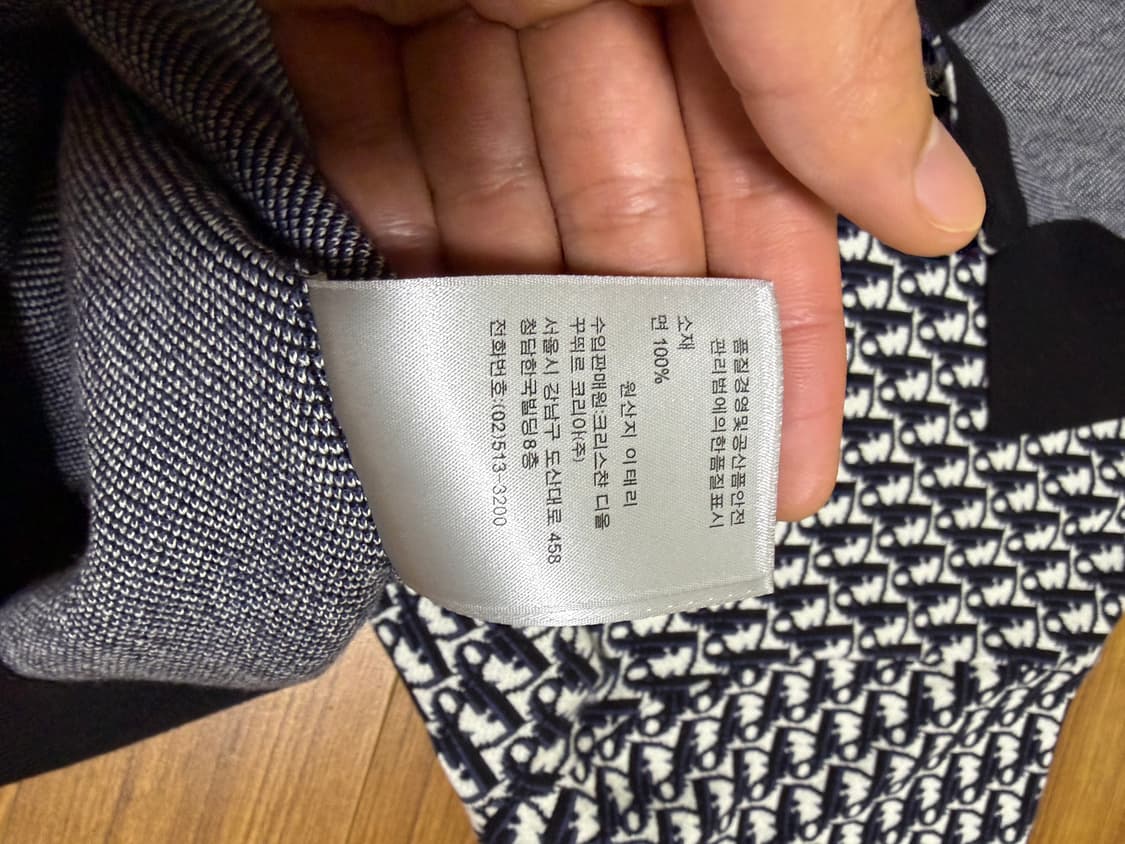 품질경영및공산품안전
관리법에의한품질표시
소재
면 100%
원산지 이태리
수입판매원:크리스챤 디올
꾸뛰르 코리아(주)
서울시 강남구 도산대로 458
청담한국빌딩8층
전화번호:(02)513-3200